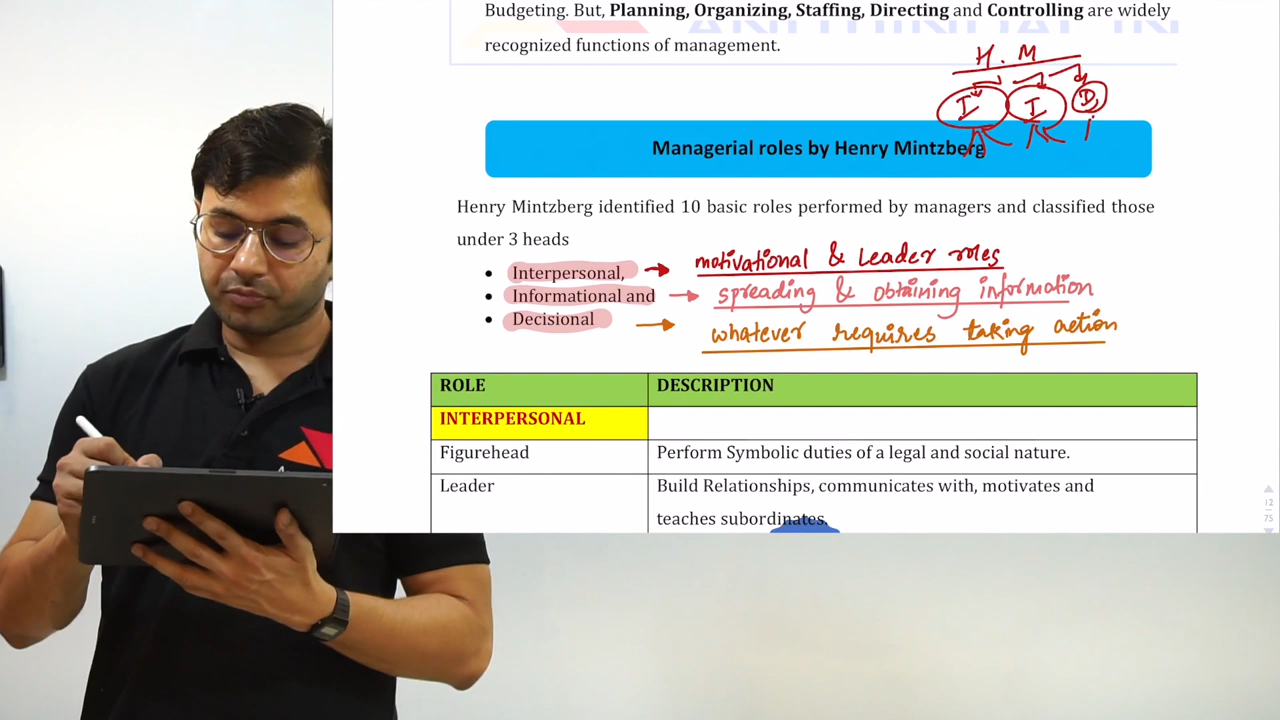 Budgeting. But, Planning, Organizing, Staffing, Directing and Controlling are widely
recognized functions of management.
H. M
I I D
Managerial roles by Henry Mintzberg
Henry Mintzberg identified 10 basic roles performed by managers and classified those
under 3 heads
• Interpersonal, → motivational & Leader roles
• Informational and → spreading & obtaining information
• Decisional → whatever requires taking action
ROLE DESCRIPTION
INTERPERSONAL
Figurehead Perform Symbolic duties of a legal and social nature.
Leader Build Relationships, communicates with, motivates and
teaches subordinates.
12
75